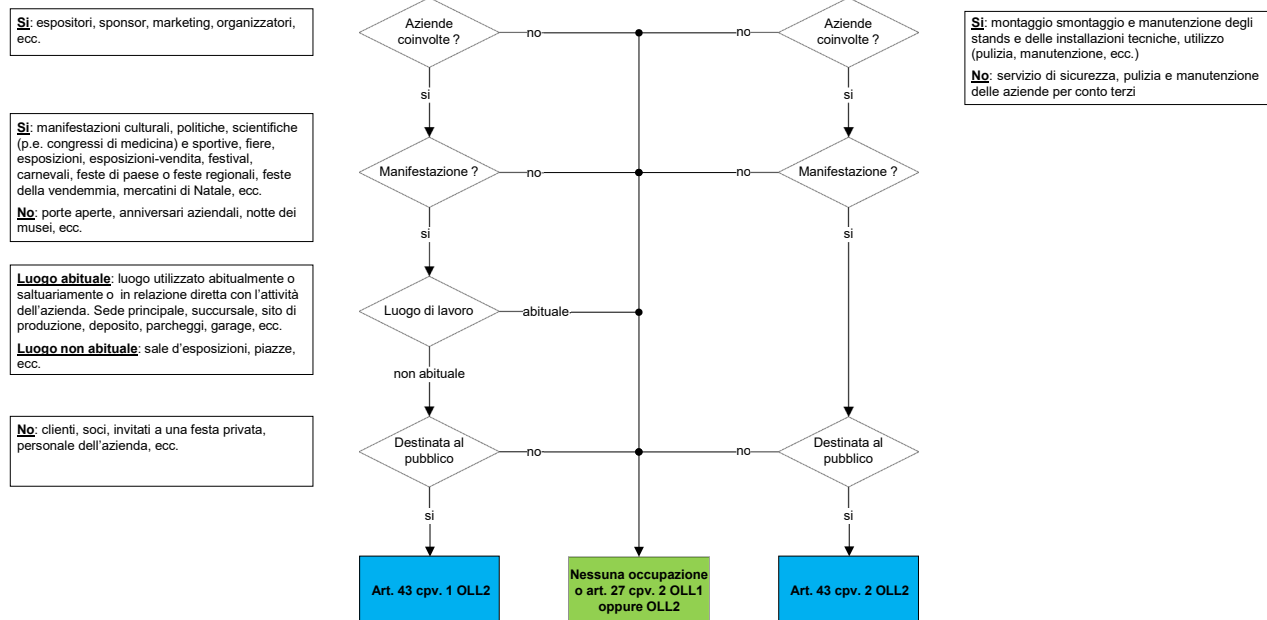 Si: espositori, sponsor, marketing, organizzatori,
ecc.
Aziende
coinvolte ?
no
no
Aziende
coinvolte ?
Si: montaggio smontaggio e manutenzione degli
stands e delle installazioni tecniche, utilizzo
(pulizia, manutenzione, ecc.)
No: servizio di sicurezza, pulizia e manutenzione
delle aziende per conto terzi
si
si
Si: manifestazioni culturali, politiche, scientifiche
(p.e. congressi di medicina) e sportive, fiere,
esposizioni, esposizioni-vendita, festival,
carnevali, feste di paese o feste regionali, feste
della vendemmia, mercatini di Natale, ecc.
No: porte aperte, anniversari aziendali, notte dei
musei, ecc.
Manifestazione ?
no
no
Manifestazione ?
si
si
Luogo abituale: luogo utilizzato abitualmente o
saltuariamente o in relazione diretta con l'attività
dell'azienda. Sede principale, succursale, sito di
produzione, deposito, parcheggi, garage, ecc.
Luogo non abituale: sale d'esposizioni, piazze,
ecc.
Luogo di lavoro
abituale
non abituale
No: clienti, soci, invitati a una festa privata,
personale dell'azienda, ecc.
Destinata al
pubblico
no
no
Destinata al
pubblico
si
si
Art. 43 cpv. 1 OLL2
Nessuna occupazione
o art. 27 cpv. 2 OLL1
oppure OLL2
Art. 43 cpv. 2 OLL2